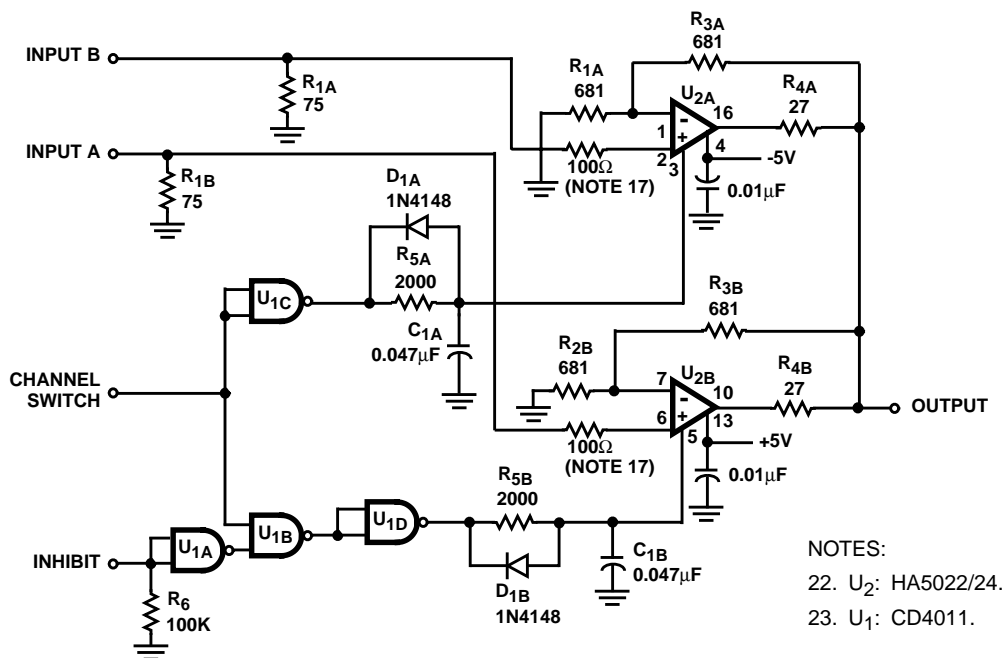 INPUT B
R1A
75
INPUT A
R1B
75
R3A
681
R1A
681
U2A
16
R4A
27
-
+
1
2
3
4
-5V
100Ω
(NOTE 17)
0.01µF
D1A
1N4148
R5A
2000
U1C
C1A
0.047µF
R3B
681
R2B
681
U2B
7
10
R4B
27
-
+
6
13
5
+5V
100Ω
(NOTE 17)
0.01µF
CHANNEL
SWITCH
OUTPUT
R5B
2000
U1D
U1B
U1A
INHIBIT
D1B
1N4148
C1B
0.047µF
R6
100K
NOTES:
22. U2: HA5022/24.
23. U1: CD4011.